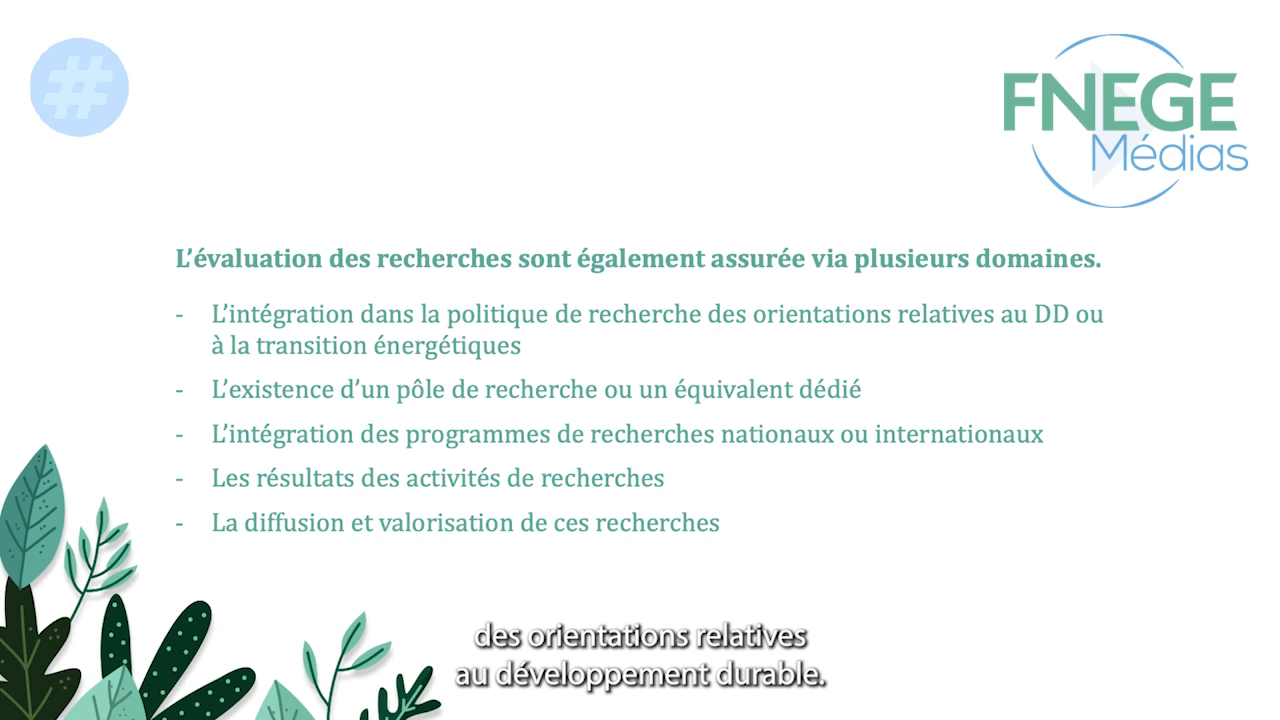 #
FNEGE
Médias
L’évaluation des recherches sont également assurée via plusieurs domaines.
- L’intégration dans la politique de recherche des orientations relatives au DD ou
à la transition énergétiques
- L’existence d’un pôle de recherche ou un équivalent dédié
- L’intégration des programmes de recherches nationaux ou internationaux
- Les résultats des activités de recherches
- La diffusion et valorisation de ces recherches
des orientations relatives
au développement durable.